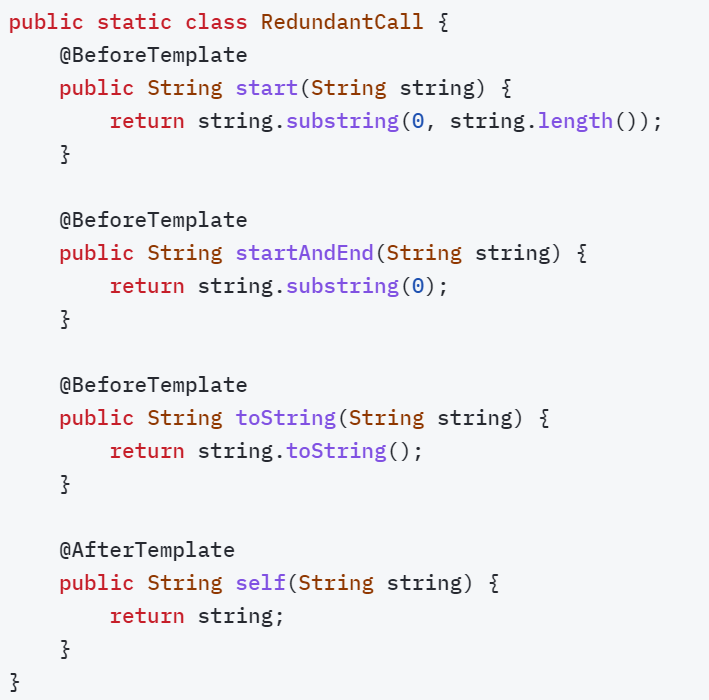 public static class RedundantCall {
    @BeforeTemplate
    public String start(String string) {
        return string.substring(0, string.length());
    }

    @BeforeTemplate
    public String startAndEnd(String string) {
        return string.substring(0);
    }

    @BeforeTemplate
    public String toString(String string) {
        return string.toString();
    }

    @AfterTemplate
    public String self(String string) {
        return string;
    }
}